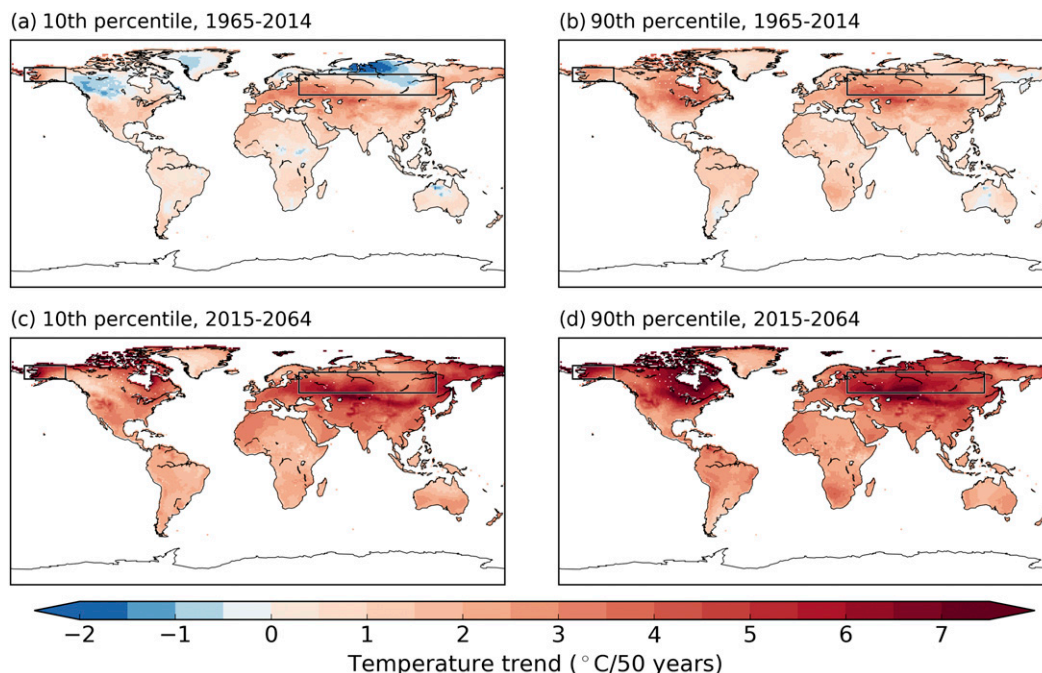 (a) 10th percentile, 1965-2014
(b) 90th percentile, 1965-2014
(c) 10th percentile, 2015-2064
(d) 90th percentile, 2015-2064
−2 −1 0 1 2 3 4 5 6 7
Temperature trend (°C/50 years)